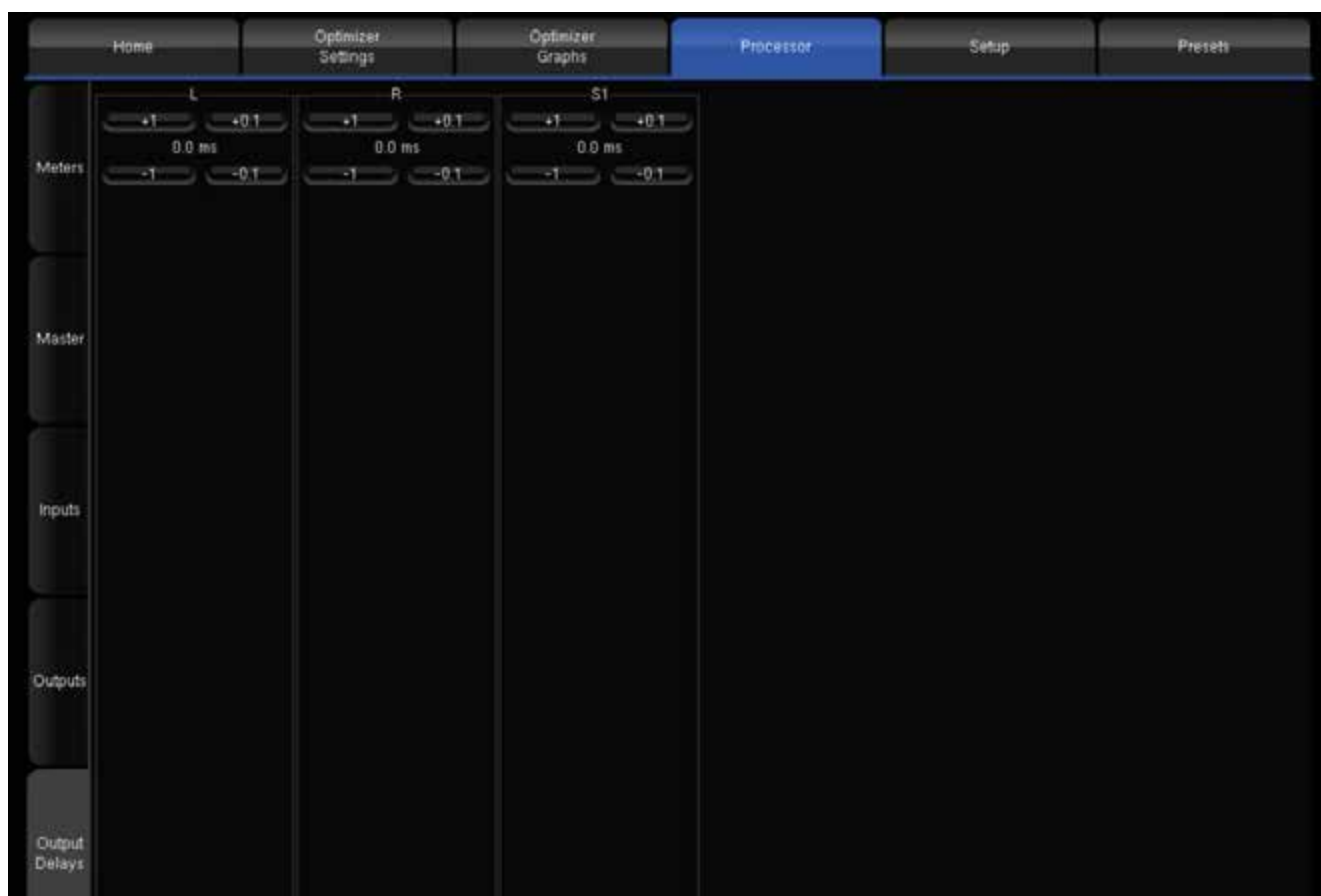 Home
Optimizer
Settings
Optimizer
Graphs
Processor
Setup
Presets
L
R
S1
+1 +0.1 +1 +0.1 +1 +0.1
0.0 ms 0.0 ms 0.0 ms
-1 -0.1 -1 -0.1 -1 -0.1
Meters
Master
Inputs
Outputs
Output
Delays